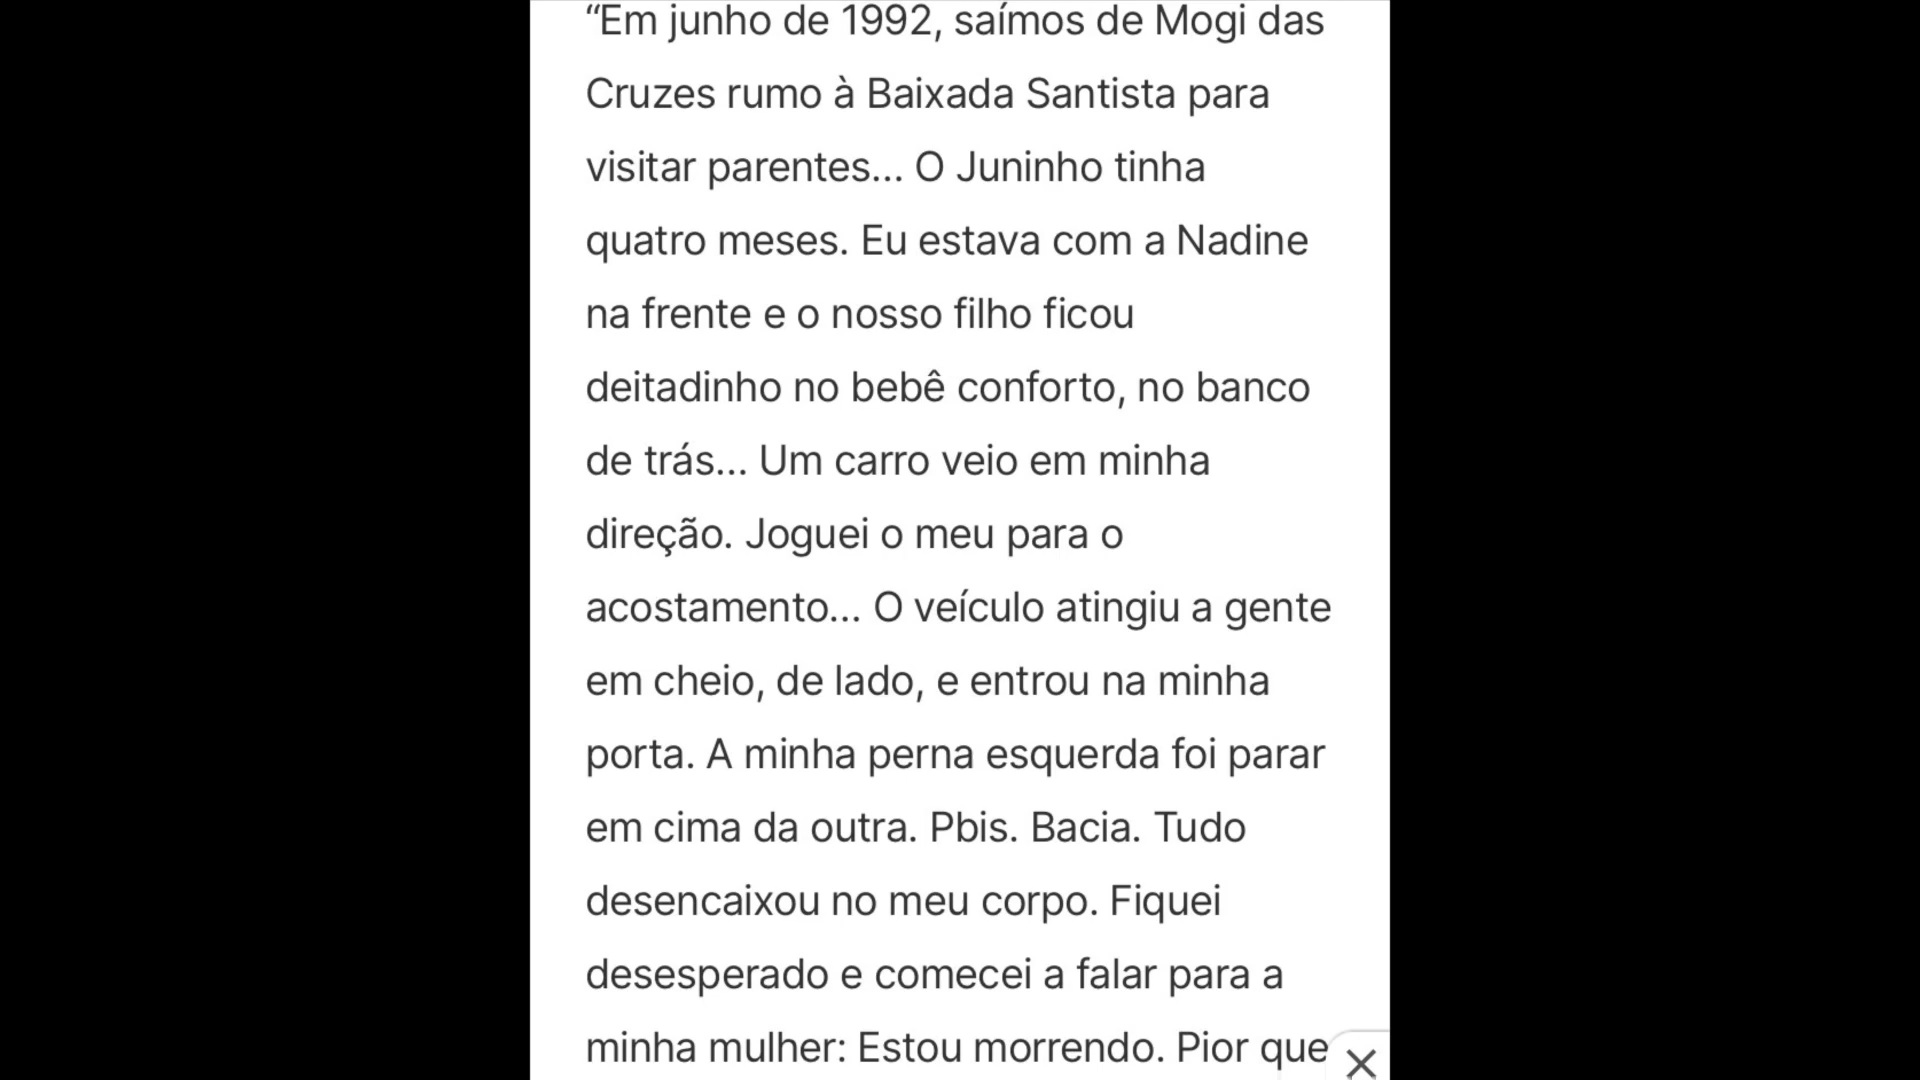 “Em junho de 1992, saímos de Mogi das
Cruzes rumo à Baixada Santista para
visitar parentes... O Juninho tinha
quatro meses. Eu estava com a Nadine
na frente e o nosso filho ficou
deitadinho no bebê conforto, no banco
de trás... Um carro veio em minha
direção. Joguei o meu para o
acostamento... O veículo atingiu a gente
em cheio, de lado, e entrou na minha
porta. A minha perna esquerda foi parar
em cima da outra. Pbis. Bacia. Tudo
desencaixou no meu corpo. Fiquei
desesperado e comecei a falar para a
minha mulher: Estou morrendo. Pior que